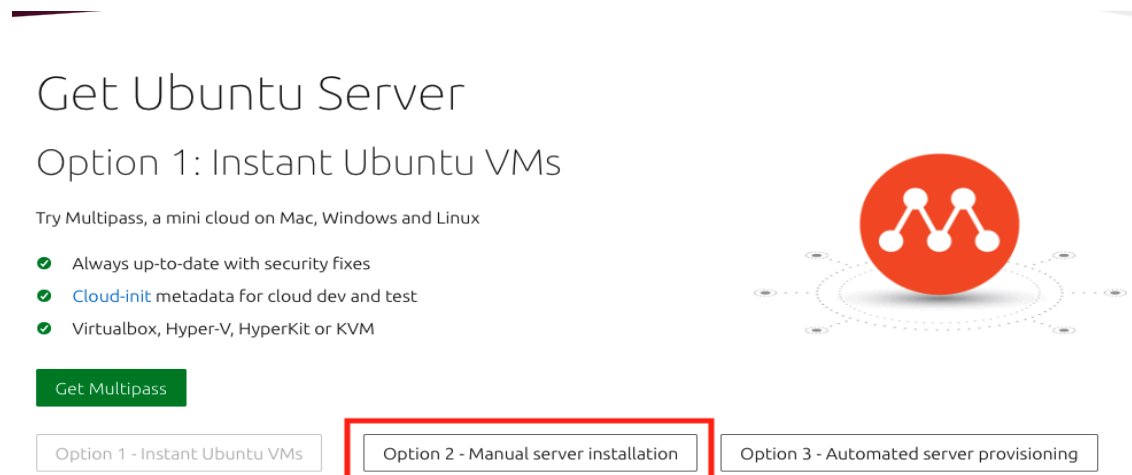 Get Ubuntu Server
Option 1: Instant Ubuntu VMs
Try Multipass, a mini cloud on Mac, Windows and Linux
Always up-to-date with security fixes
Cloud-init metadata for cloud dev and test
Virtualbox, Hyper-V, HyperKit or KVM
Get Multipass
Option 1 - Instant Ubuntu VMs
Option 2 - Manual server installation
Option 3 - Automated server provisioning